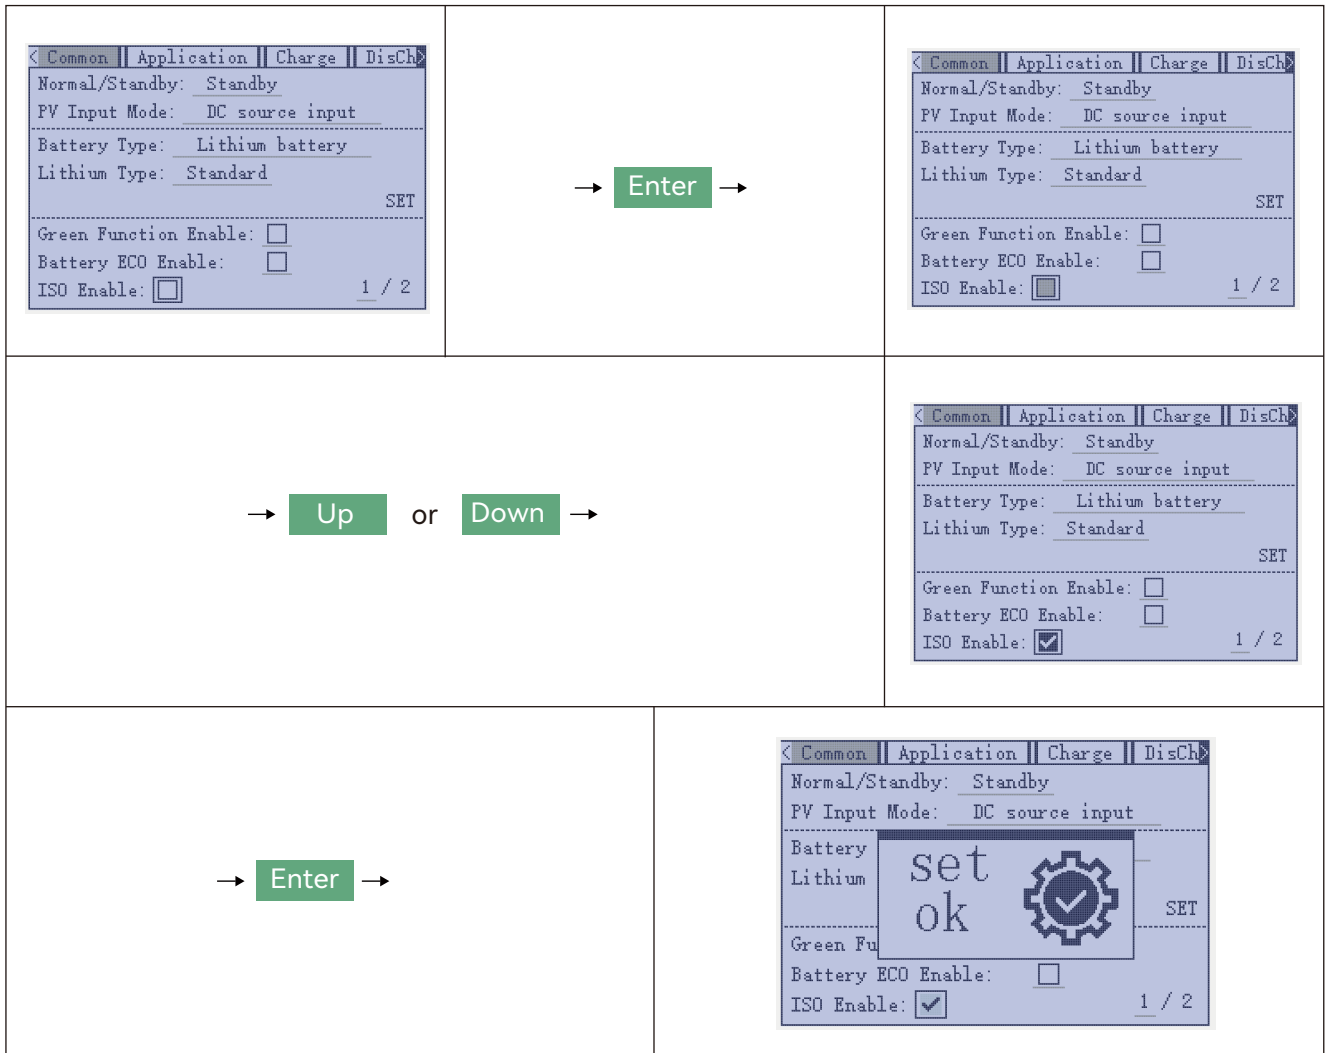 < Common Application Charge DisCh>
Normal/Standby: Standby
PV Input Mode: DC source input
Battery Type: Lithium battery
Lithium Type: Standard
SET
Green Function Enable:
Battery ECO Enable:
ISO Enable: 1 / 2
→ Enter →
< Common Application Charge DisCh>
Normal/Standby: Standby
PV Input Mode: DC source input
Battery Type: Lithium battery
Lithium Type: Standard
SET
Green Function Enable:
Battery ECO Enable:
ISO Enable: 1 / 2
→ Up or Down →
< Common Application Charge DisCh>
Normal/Standby: Standby
PV Input Mode: DC source input
Battery Type: Lithium battery
Lithium Type: Standard
SET
Green Function Enable:
Battery ECO Enable:
ISO Enable: 1 / 2
→ Enter →
< Common Application Charge DisCh>
Normal/Standby: Standby
PV Input Mode: DC source input
Battery
Lithium
set
ok
SET
Green Fu
Battery ECO Enable:
ISO Enable: 1 / 2